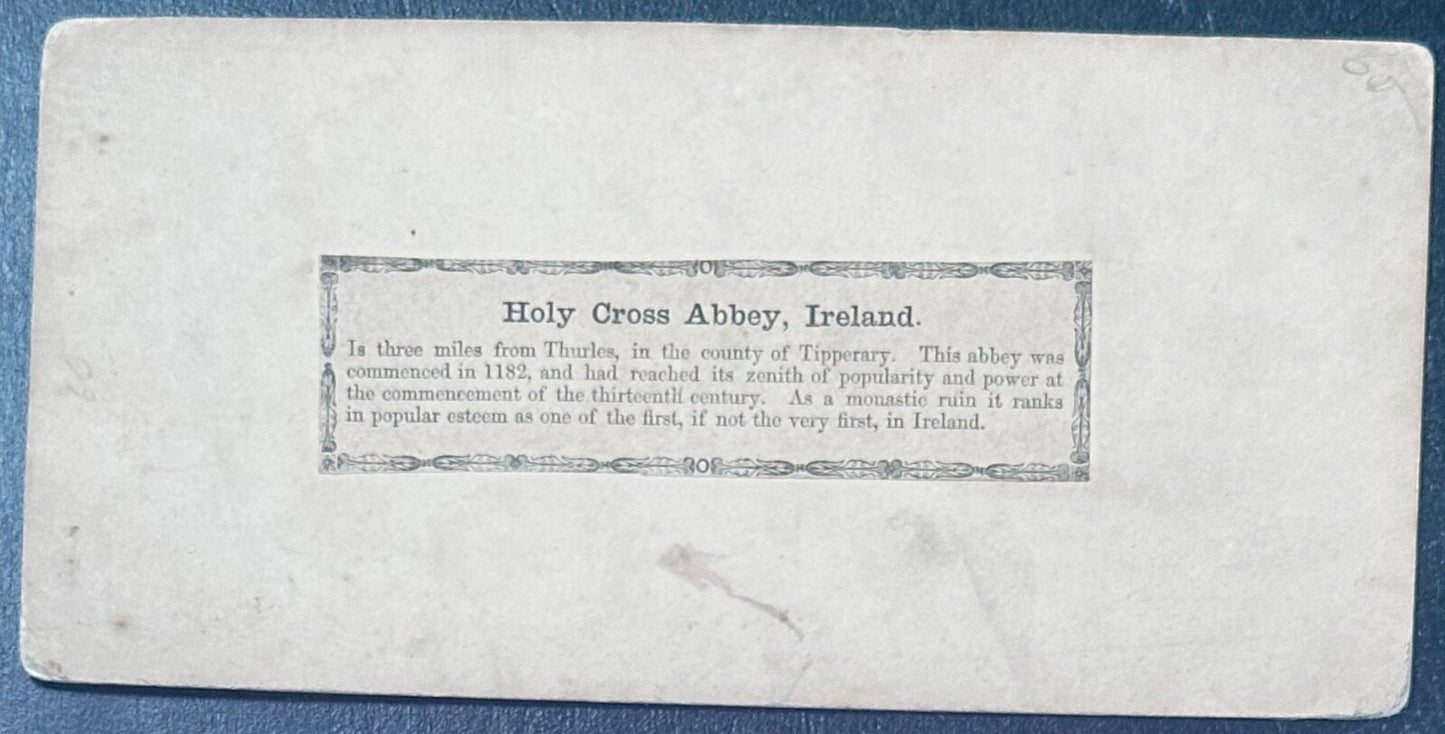 Holy Cross Abbey, Ireland.
Is three miles from Thurles, in the county of Tipperary. This abbey was
commenced in 1182, and had reached its zenith of popularity and power at
the commencement of the thirteenth century. As a monastic ruin it ranks
in popular esteem as one of the first, if not the very first, in Ireland.